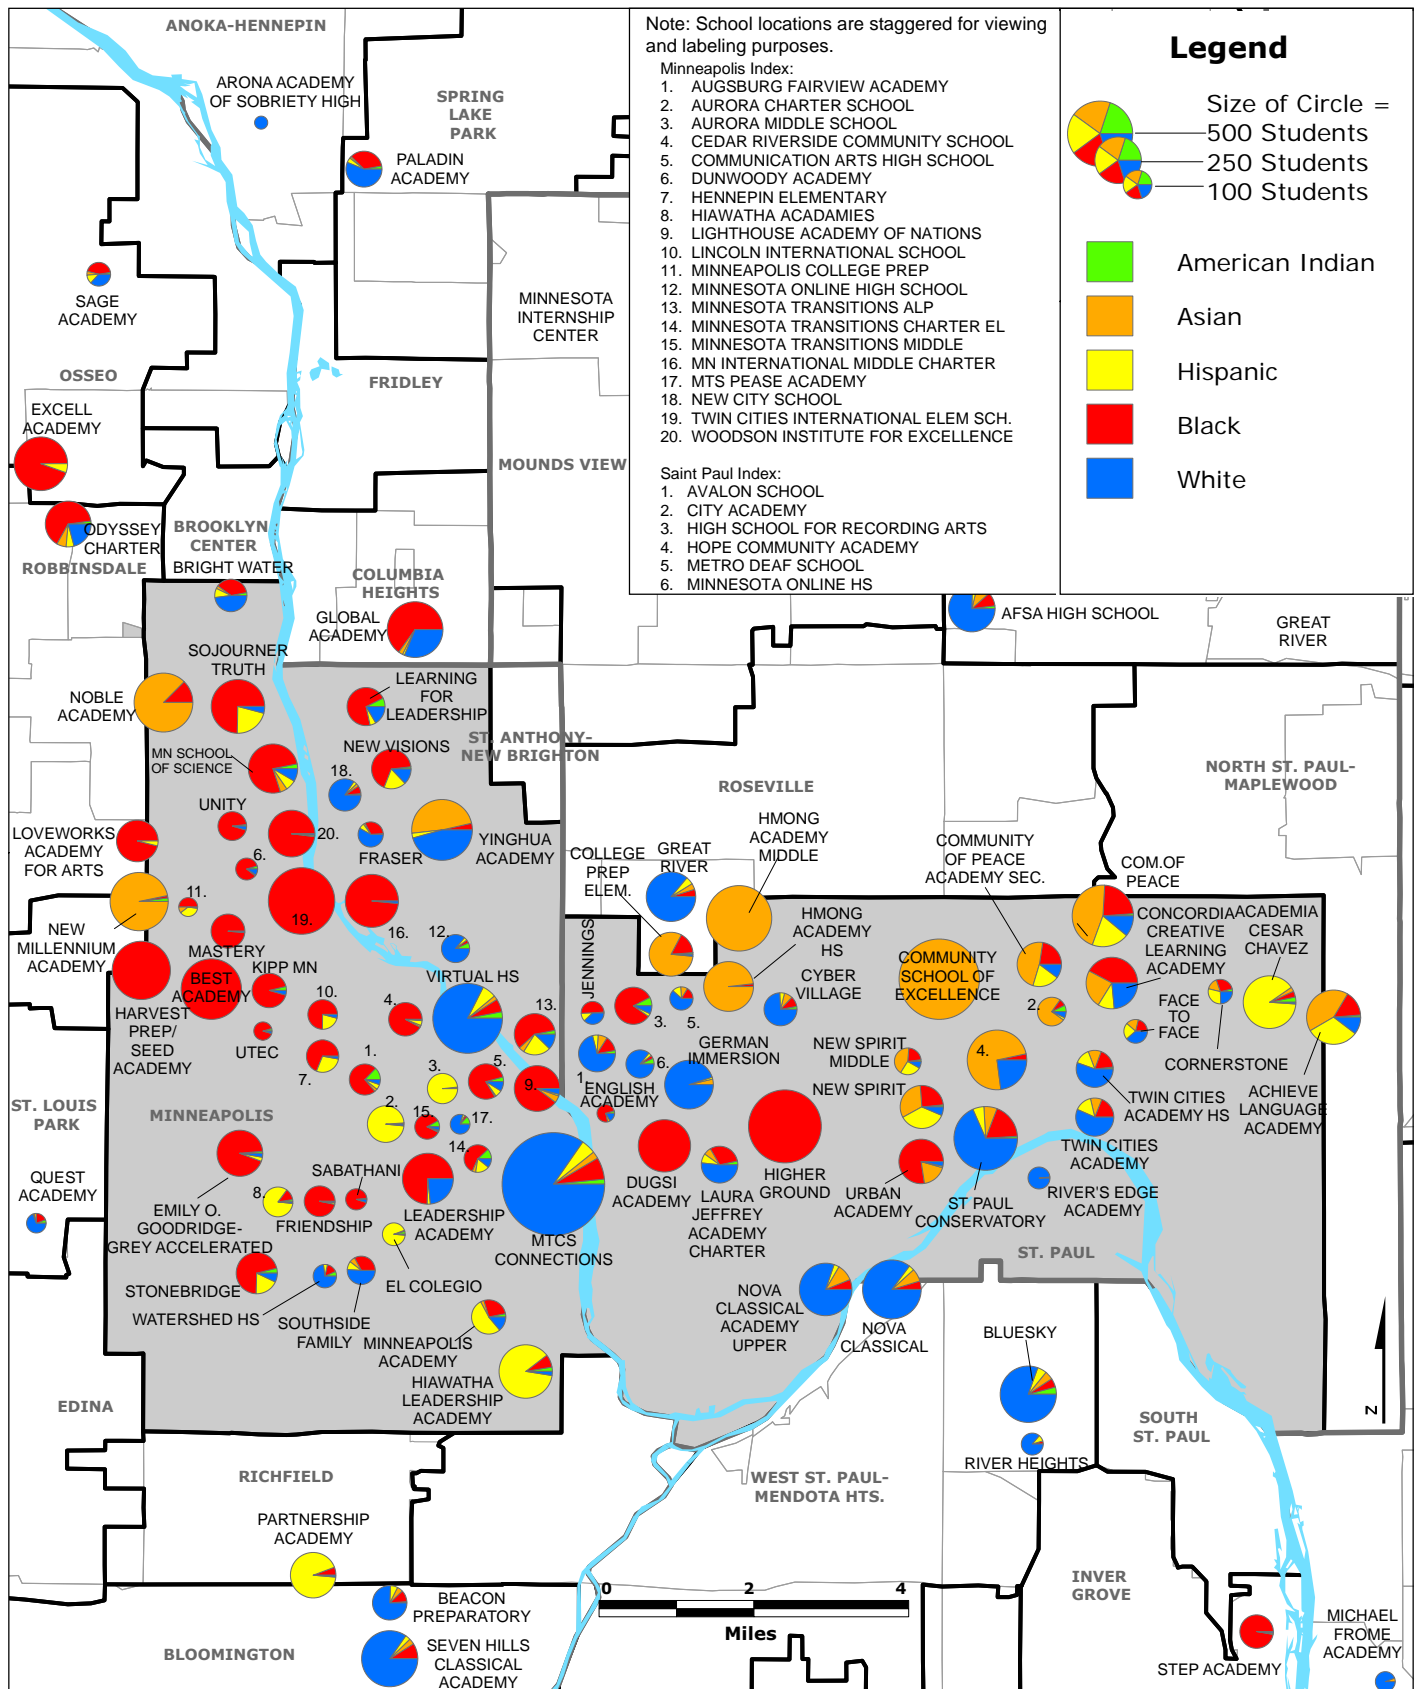 ANOKA-HENNEPIN
ARONA ACADEMY
OF SOBRIETY HIGH
SPRING
LAKE
PARK
PALADIN
ACADEMY
Note: School locations are staggered for viewing
and labeling purposes.
Minneapolis Index:
1. AUGSBURG FAIRVIEW ACADEMY
2. AURORA CHARTER SCHOOL
3. AURORA MIDDLE SCHOOL
4. CEDAR RIVERSIDE COMMUNITY SCHOOL
5. COMMUNICATION ARTS HIGH SCHOOL
6. DUNWOODY ACADEMY
7. HENNEPIN ELEMENTARY
8. HIAWATHA ACADAMIES
9. LIGHTHOUSE ACADEMY OF NATIONS
10. LINCOLN INTERNATIONAL SCHOOL
11. MINNEAPOLIS COLLEGE PREP
12. MINNESOTA ONLINE HIGH SCHOOL
13. MINNESOTA TRANSITIONS ALP
14. MINNESOTA TRANSITIONS CHARTER EL
15. MINNESOTA TRANSITIONS MIDDLE
16. MN INTERNATIONAL MIDDLE CHARTER
17. MTS PEASE ACADEMY
18. NEW CITY SCHOOL
19. TWIN CITIES INTERNATIONAL ELEM SCH.
20. WOODSON INSTITUTE FOR EXCELLENCE
Saint Paul Index:
1. AVALON SCHOOL
2. CITY ACADEMY
3. HIGH SCHOOL FOR RECORDING ARTS
4. HOPE COMMUNITY ACADEMY
5. METRO DEAF SCHOOL
6. MINNESOTA ONLINE HS
Legend
Size of Circle =
500 Students
250 Students
100 Students
American Indian
Asian
Hispanic
Black
White
SAGE
ACADEMY
MINNESOTA
INTERNSHIP
CENTER
OSSEO
FRIDLEY
EXCELL
ACADEMY
MOUNDS VIEW
ODYSSEY
CHARTER
ROBBINSDALE
BROOKLYN
CENTER
BRIGHT WATER
COLUMBIA
HEIGHTS
GLOBAL
ACADEMY
AFSA HIGH SCHOOL
GREAT
RIVER
SOJOURNER
TRUTH
NOBLE
ACADEMY
LEARNING
FOR
LEADERSHIP
ST. ANTHONY-
NEW BRIGHTON
MN SCHOOL
OF SCIENCE
NEW VISIONS
18.
ROSEVILLE
NORTH ST. PAUL-
MAPLEWOOD
UNITY
20.
FRASER
YINGHUA
ACADEMY
LOVEWORKS
ACADEMY
FOR ARTS
6.
COLLEGE
PREP
ELEM.
GREAT
RIVER
HMONG
ACADEMY
MIDDLE
COMMUNITY
OF PEACE
ACADEMY SEC.
COM.OF
PEACE
11.
19.
16.
12.
NEW
MILLENNIUM
ACADEMY
MASTERY
JENNINGS
HMONG
ACADEMY
HS
CYBER
VILLAGE
COMMUNITY
SCHOOL OF
EXCELLENCE
CONCORDIA
CREATIVE
LEARNING
ACADEMY
ACADEMIA
CESAR
CHAVEZ
KIPP MN
BEST
ACADEMY
VIRTUAL HS
HARVEST
PREP/
SEED
ACADEMY
10.
4.
13.
3.
5.
2.
FACE
TO
FACE
UTEC
7.
1.
3.
5.
9.
1.
6.
GERMAN
IMMERSION
ENGLISH
ACADEMY
NEW SPIRIT
MIDDLE
4.
CORNERSTONE
NEW SPIRIT
TWIN CITIES
ACADEMY HS
ACHIEVE
LANGUAGE
ACADEMY
ST. LOUIS
PARK
MINNEAPOLIS
2.
15.
17.
14.
TWIN CITIES
ACADEMY
QUEST
ACADEMY
SABATHANI
8.
EMILY O.
GOODRIDGE-
GREY ACCELERATED
FRIENDSHIP
LEADERSHIP
ACADEMY
MTCS
CONNECTIONS
DUGSI
ACADEMY
LAURA
JEFFREY
ACADEMY
CHARTER
HIGHER
GROUND
URBAN
ACADEMY
ST PAUL
CONSERVATORY
RIVER'S EDGE
ACADEMY
ST. PAUL
STONEBRIDGE
WATERSHED HS
SOUTHSIDE
FAMILY
EL COLEGIO
MINNEAPOLIS
ACADEMY
HIAWATHA
LEADERSHIP
ACADEMY
NOVA
CLASSICAL
ACADEMY
UPPER
NOVA
CLASSICAL
BLUESKY
EDINA
SOUTH
ST. PAUL
Z
RIVER HEIGHTS
RICHFIELD
WEST ST. PAUL-
MENDOTA HTS.
PARTNERSHIP
ACADEMY
BEACON
PREPARATORY
0 2 4
Miles
INVER
GROVE
BLOOMINGTON
SEVEN HILLS
CLASSICAL
ACADEMY
STEP ACADEMY
MICHAEL
FROME
ACADEMY